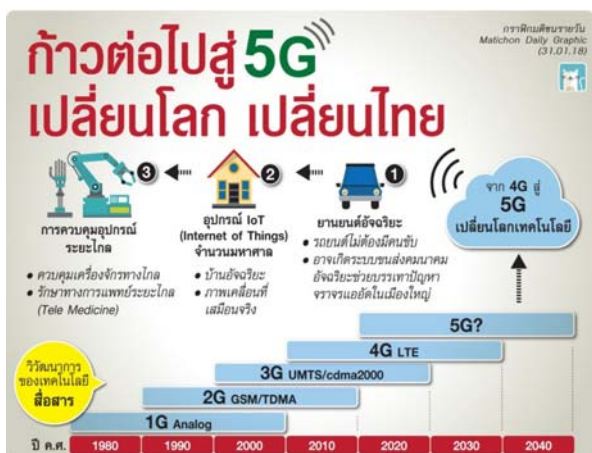 กราฟิกมติชนรายวัน
Matichon Daily Graphic
(31.01.18)
ก้าวต่อไปสู่ 5G
เปลี่ยนโลก เปลี่ยนไทย
3
2
1
การควบคุมอุปกรณ์
ระยะไกล
• ควบคุมเครื่องจักรทางไกล
• รักษาทางการแพทย์ระยะไกล
(Tele Medicine)
อุปกรณ์ IoT
(Internet of Things)
จำนวนมหาศาล
• บ้านอัจฉริยะ
• ภาพเคลื่อนที่
เสมือนจริง
ยานยนต์อัจฉริยะ
• รถยนต์ไม่ต้องมีคนขับ
• อาจเกิดระบบขนส่งคมนาคม
อัจฉริยะช่วยบรรเทาปัญหา
จราจรแออัดในเมืองใหญ่
จาก 4G สู่
5G
เปลี่ยนโลกเทคโนโลยี
วิวัฒนาการ
ของเทคโนโลยี
สื่อสาร
5G?
4G LTE
3G UMTS/cdma2000
2G GSM/TDMA
1G Analog
ปี ค.ศ. 1980 1990 2000 2010 2020 2030 2040